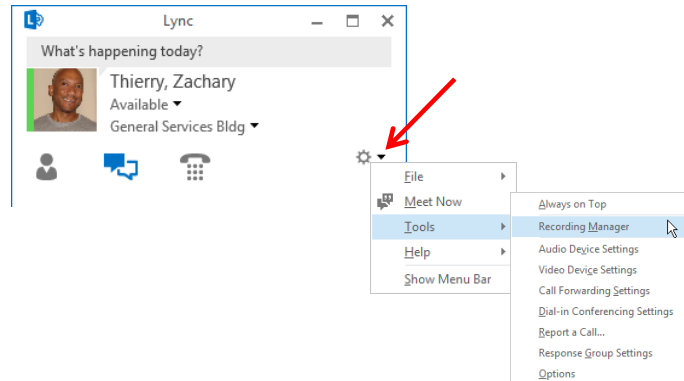 Lync
What's happening today?
Thierry, Zachary
Available
General Services Bldg
File
Meet Now
Tools
Help
Show Menu Bar
Always on Top
Recording Manager
Audio Device Settings
Video Device Settings
Call Forwarding Settings
Dial-in Conferencing Settings
Report a Call...
Response Group Settings
Options